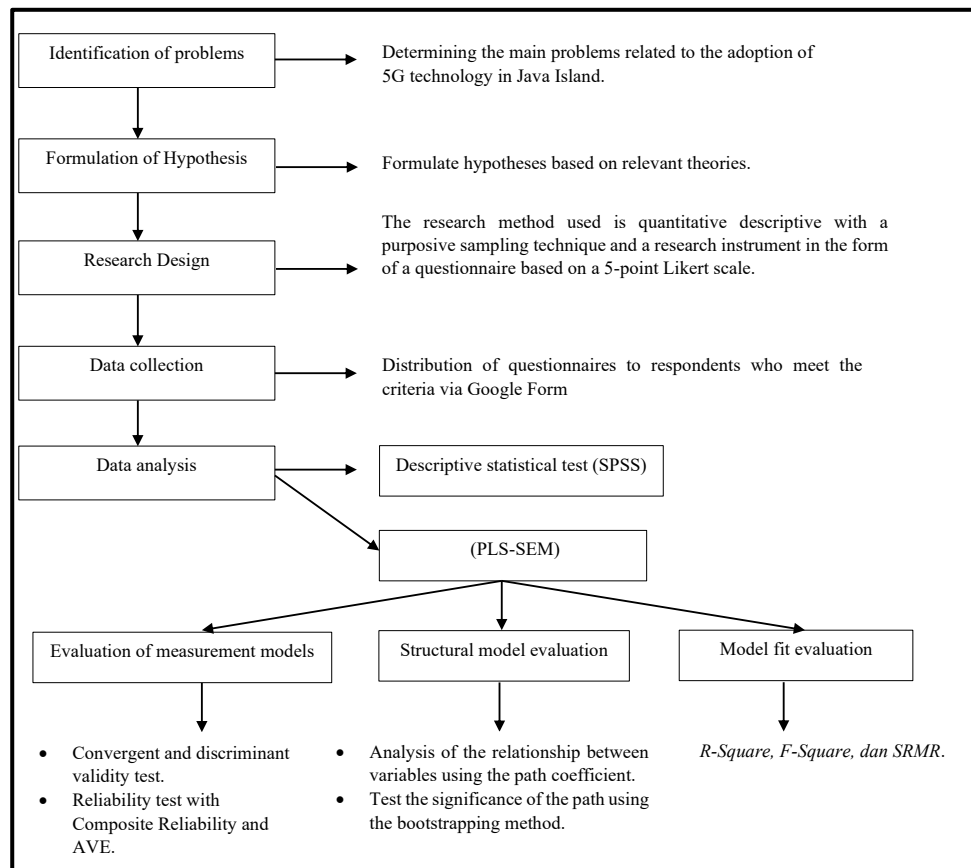 Identification of problems
Determining the main problems related to the adoption of
5G technology in Java Island.
Formulation of Hypothesis
Formulate hypotheses based on relevant theories.
Research Design
The research method used is quantitative descriptive with a
purposive sampling technique and a research instrument in the form
of a questionnaire based on a 5-point Likert scale.
Data collection
Distribution of questionnaires to respondents who meet the
criteria via Google Form
Data analysis
Descriptive statistical test (SPSS)
(PLS-SEM)
Evaluation of measurement models
Structural model evaluation
Model fit evaluation
• Convergent and discriminant
validity test.
• Reliability test with
Composite Reliability and
AVE.
• Analysis of the relationship between
variables using the path coefficient.
• Test the significance of the path using
the bootstrapping method.
R-Square, F-Square, dan SRMR.